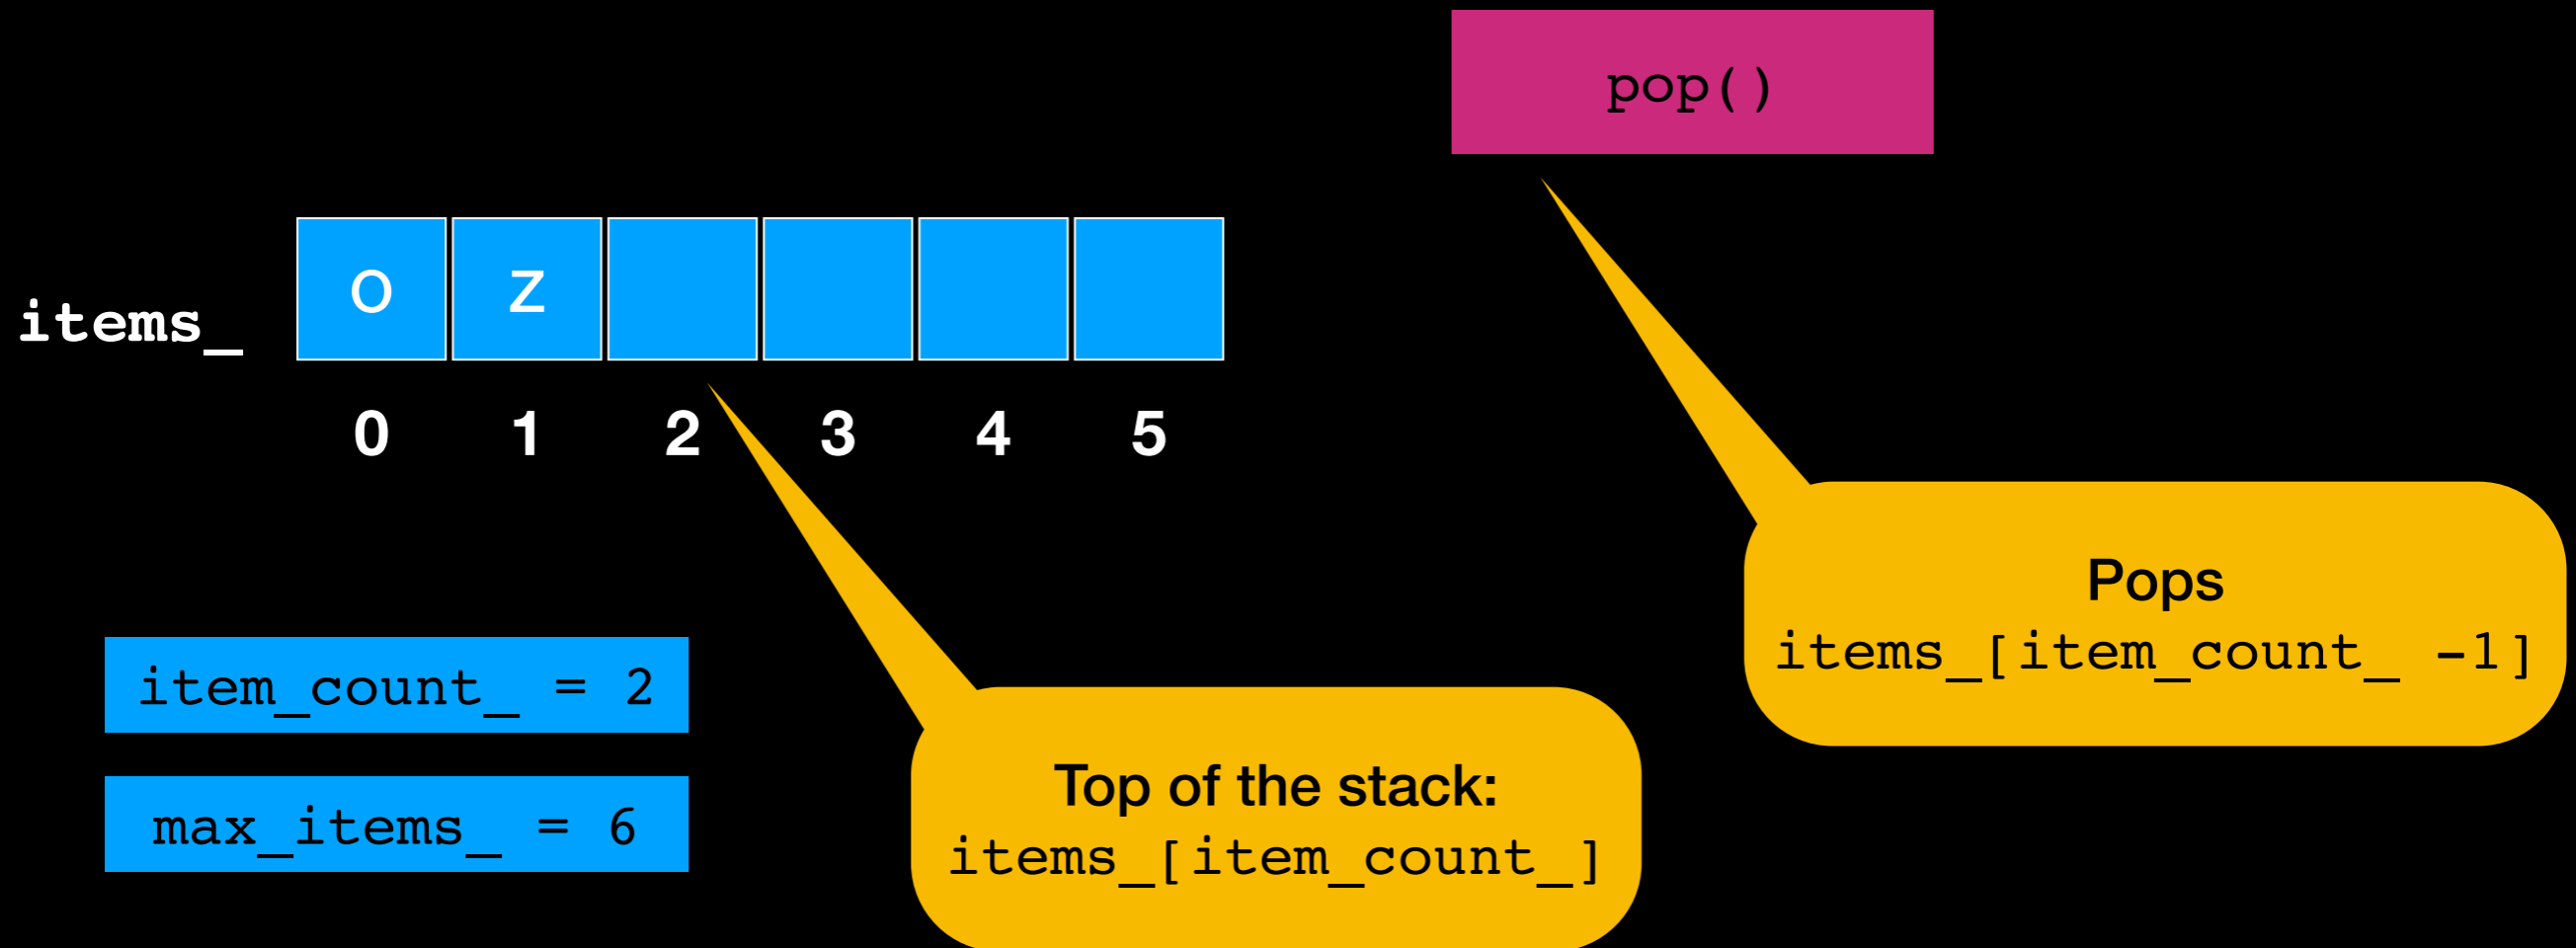 pop()
items_ o z
0 1 2 3 4 5
Pops
items_[item_count_ -1]
item_count_ = 2
Top of the stack:
max_items_ = 6
items_[item_count_]